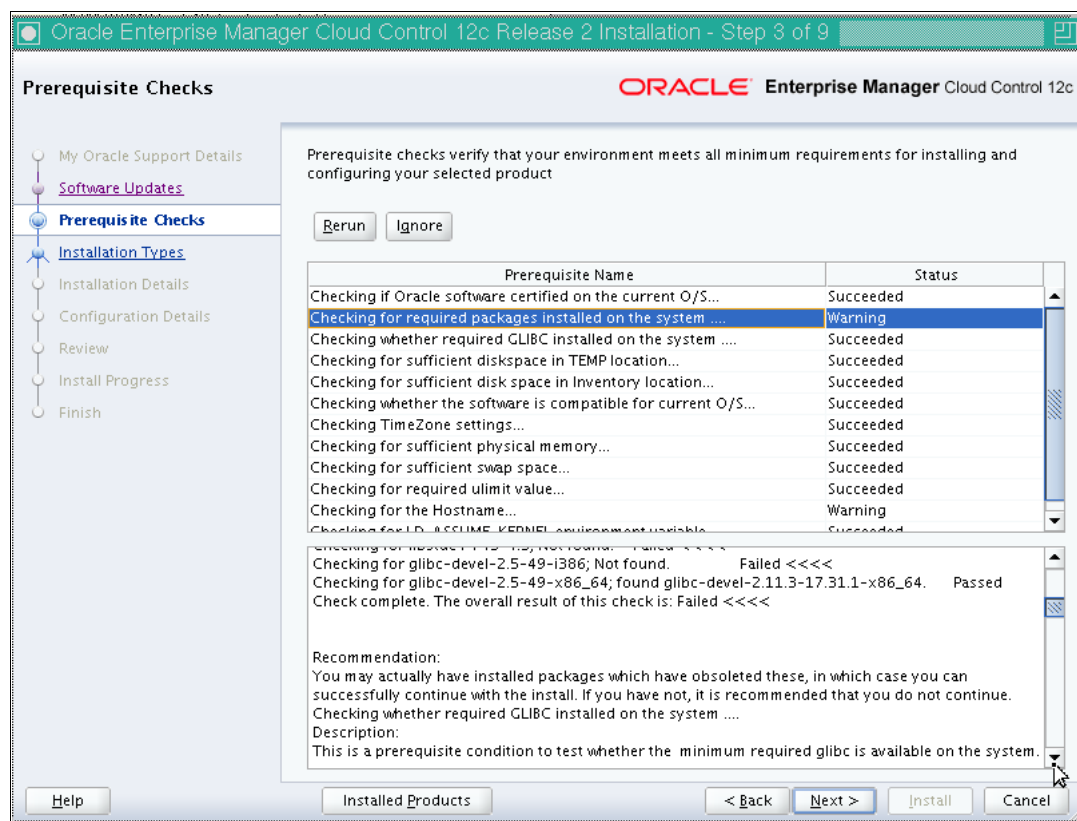 Oracle Enterprise Manager Cloud Control 12c Release 2 Installation - Step 3 of 9
Prerequisite Checks
ORACLE Enterprise Manager Cloud Control 12c
My Oracle Support Details
Software Updates
Prerequisite Checks
Installation Types
Installation Details
Configuration Details
Review
Install Progress
Finish
Prerequisite checks verify that your environment meets all minimum requirements for installing and
configuring your selected product
Rerun Ignore
Prerequisite Name Status
Checking if Oracle software certified on the current O/S... Succeeded
Checking for required packages installed on the system .... Warning
Checking whether required GLIBC installed on the system .... Succeeded
Checking for sufficient diskspace in TEMP location... Succeeded
Checking for sufficient disk space in Inventory location... Succeeded
Checking whether the software is compatible for current O/S... Succeeded
Checking TimeZone settings... Succeeded
Checking for sufficient physical memory... Succeeded
Checking for sufficient swap space... Succeeded
Checking for required ulimit value... Succeeded
Checking for the Hostname... Warning
Checking for LD_ASSUME_KERNEL environment variable Succeeded
Checking for Not found. Failed <<<<
Checking for glibc-devel-2.5-49-i386; Not found. Failed <<<<
Checking for glibc-devel-2.5-49-x86_64; found glibc-devel-2.11.3-17.31.1-x86_64. Passed
Check complete. The overall result of this check is: Failed <<<<
Recommendation:
You may actually have installed packages which have obsoleted these, in which case you can
successfully continue with the install. If you have not, it is recommended that you do not continue.
Checking whether required GLIBC installed on the system ....
Description:
This is a prerequisite condition to test whether the minimum required glibc is available on the system.
Help Installed Products < Back Next > Install Cancel